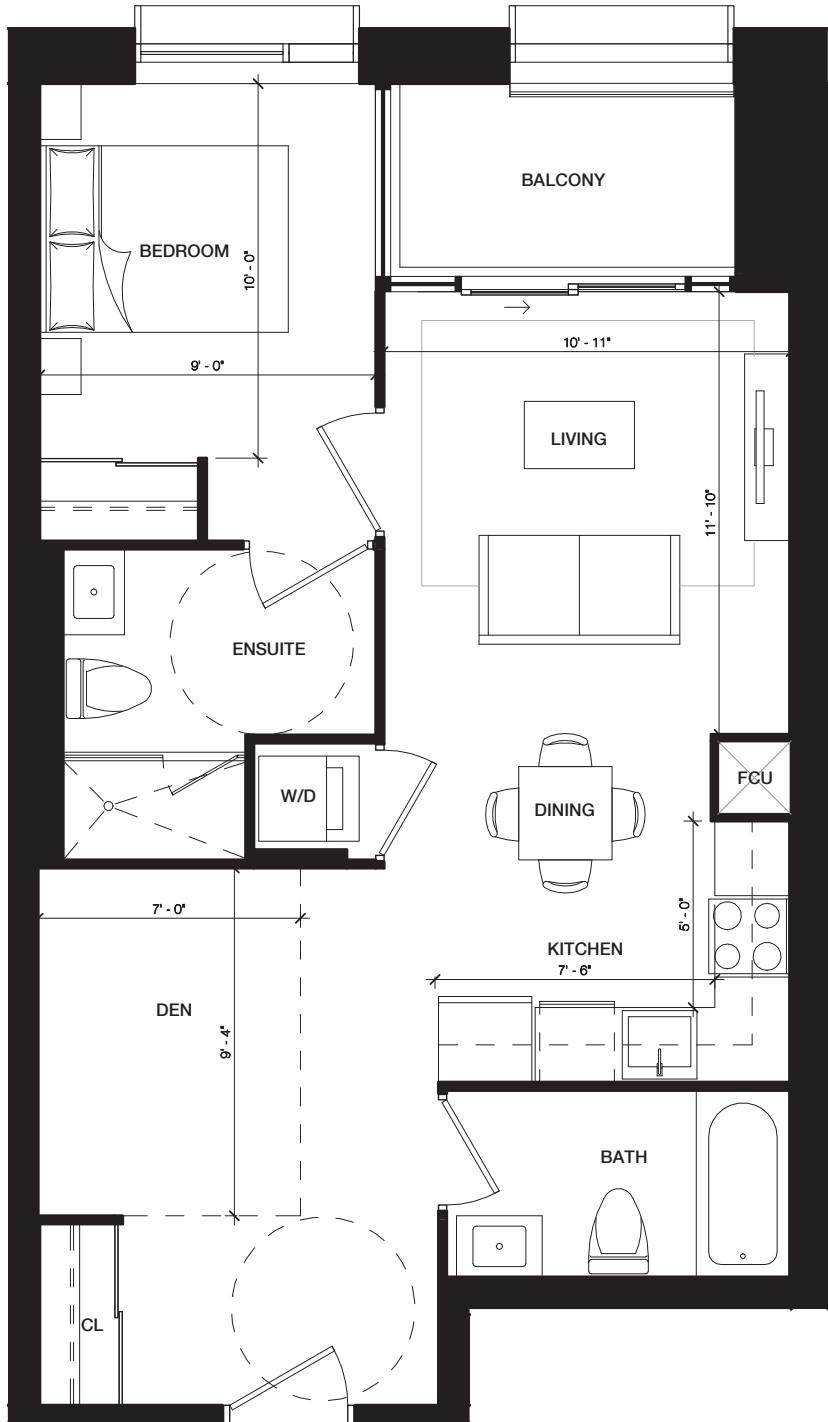 BALCONY
BEDROOM
10' - 0"
9' - 0"
10' - 11"
LIVING
11' - 10"
ENSUITE
FCU
W/D
DINING
5' - 0"
7' - 0"
KITCHEN
7' - 6"
DEN
9' - 4"
BATH
CL